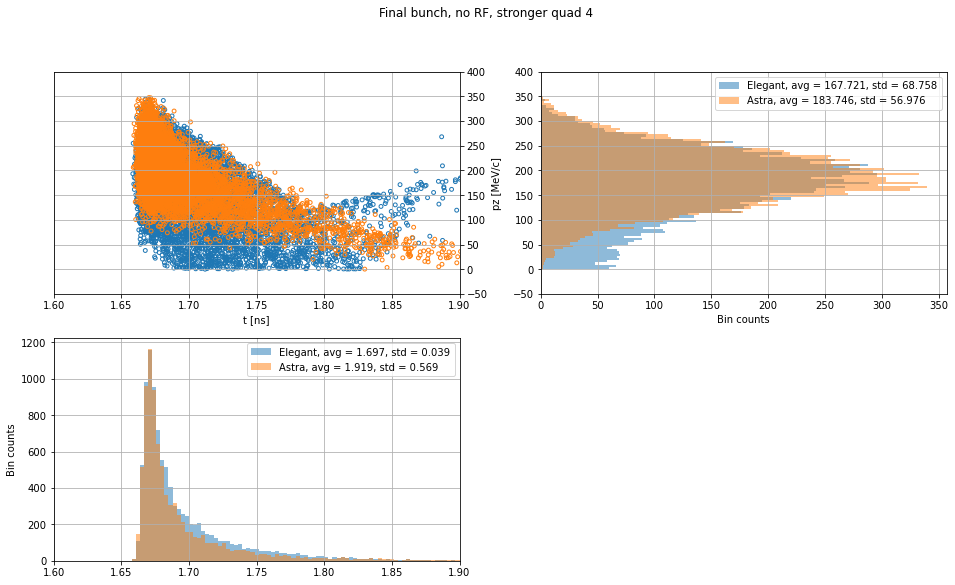 Final bunch, no RF, stronger quad 4
400
350
300
250
200
150
100
50
0
−50
pz [MeV/c]
1.60 1.65 1.70 1.75 1.80 1.85 1.90
t [ns]
Elegant, avg = 167.721, std = 68.758
Astra, avg = 183.746, std = 56.976
400
350
300
250
200
150
100
50
0
−50
0 50 100 150 200 250 300 350
Bin counts
Elegant, avg = 1.697, std = 0.039
Astra, avg = 1.919, std = 0.569
1200
1000
800
600
400
200
0
Bin counts
1.60 1.65 1.70 1.75 1.80 1.85 1.90